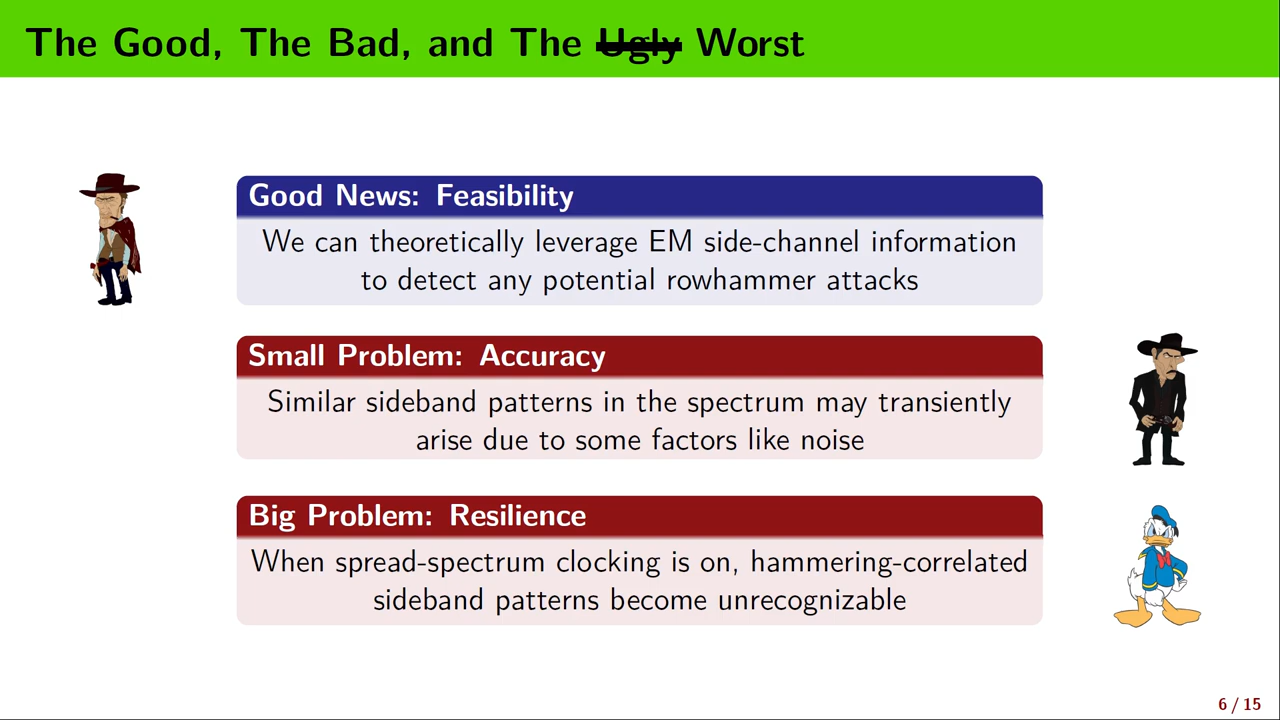 The Good, The Bad, and The Ugly Worst
Good News: Feasibility
We can theoretically leverage EM side-channel information
to detect any potential rowhammer attacks
Small Problem: Accuracy
Similar sideband patterns in the spectrum may transiently
arise due to some factors like noise
Big Problem: Resilience
When spread-spectrum clocking is on, hammering-correlated
sideband patterns become unrecognizable
6 / 15